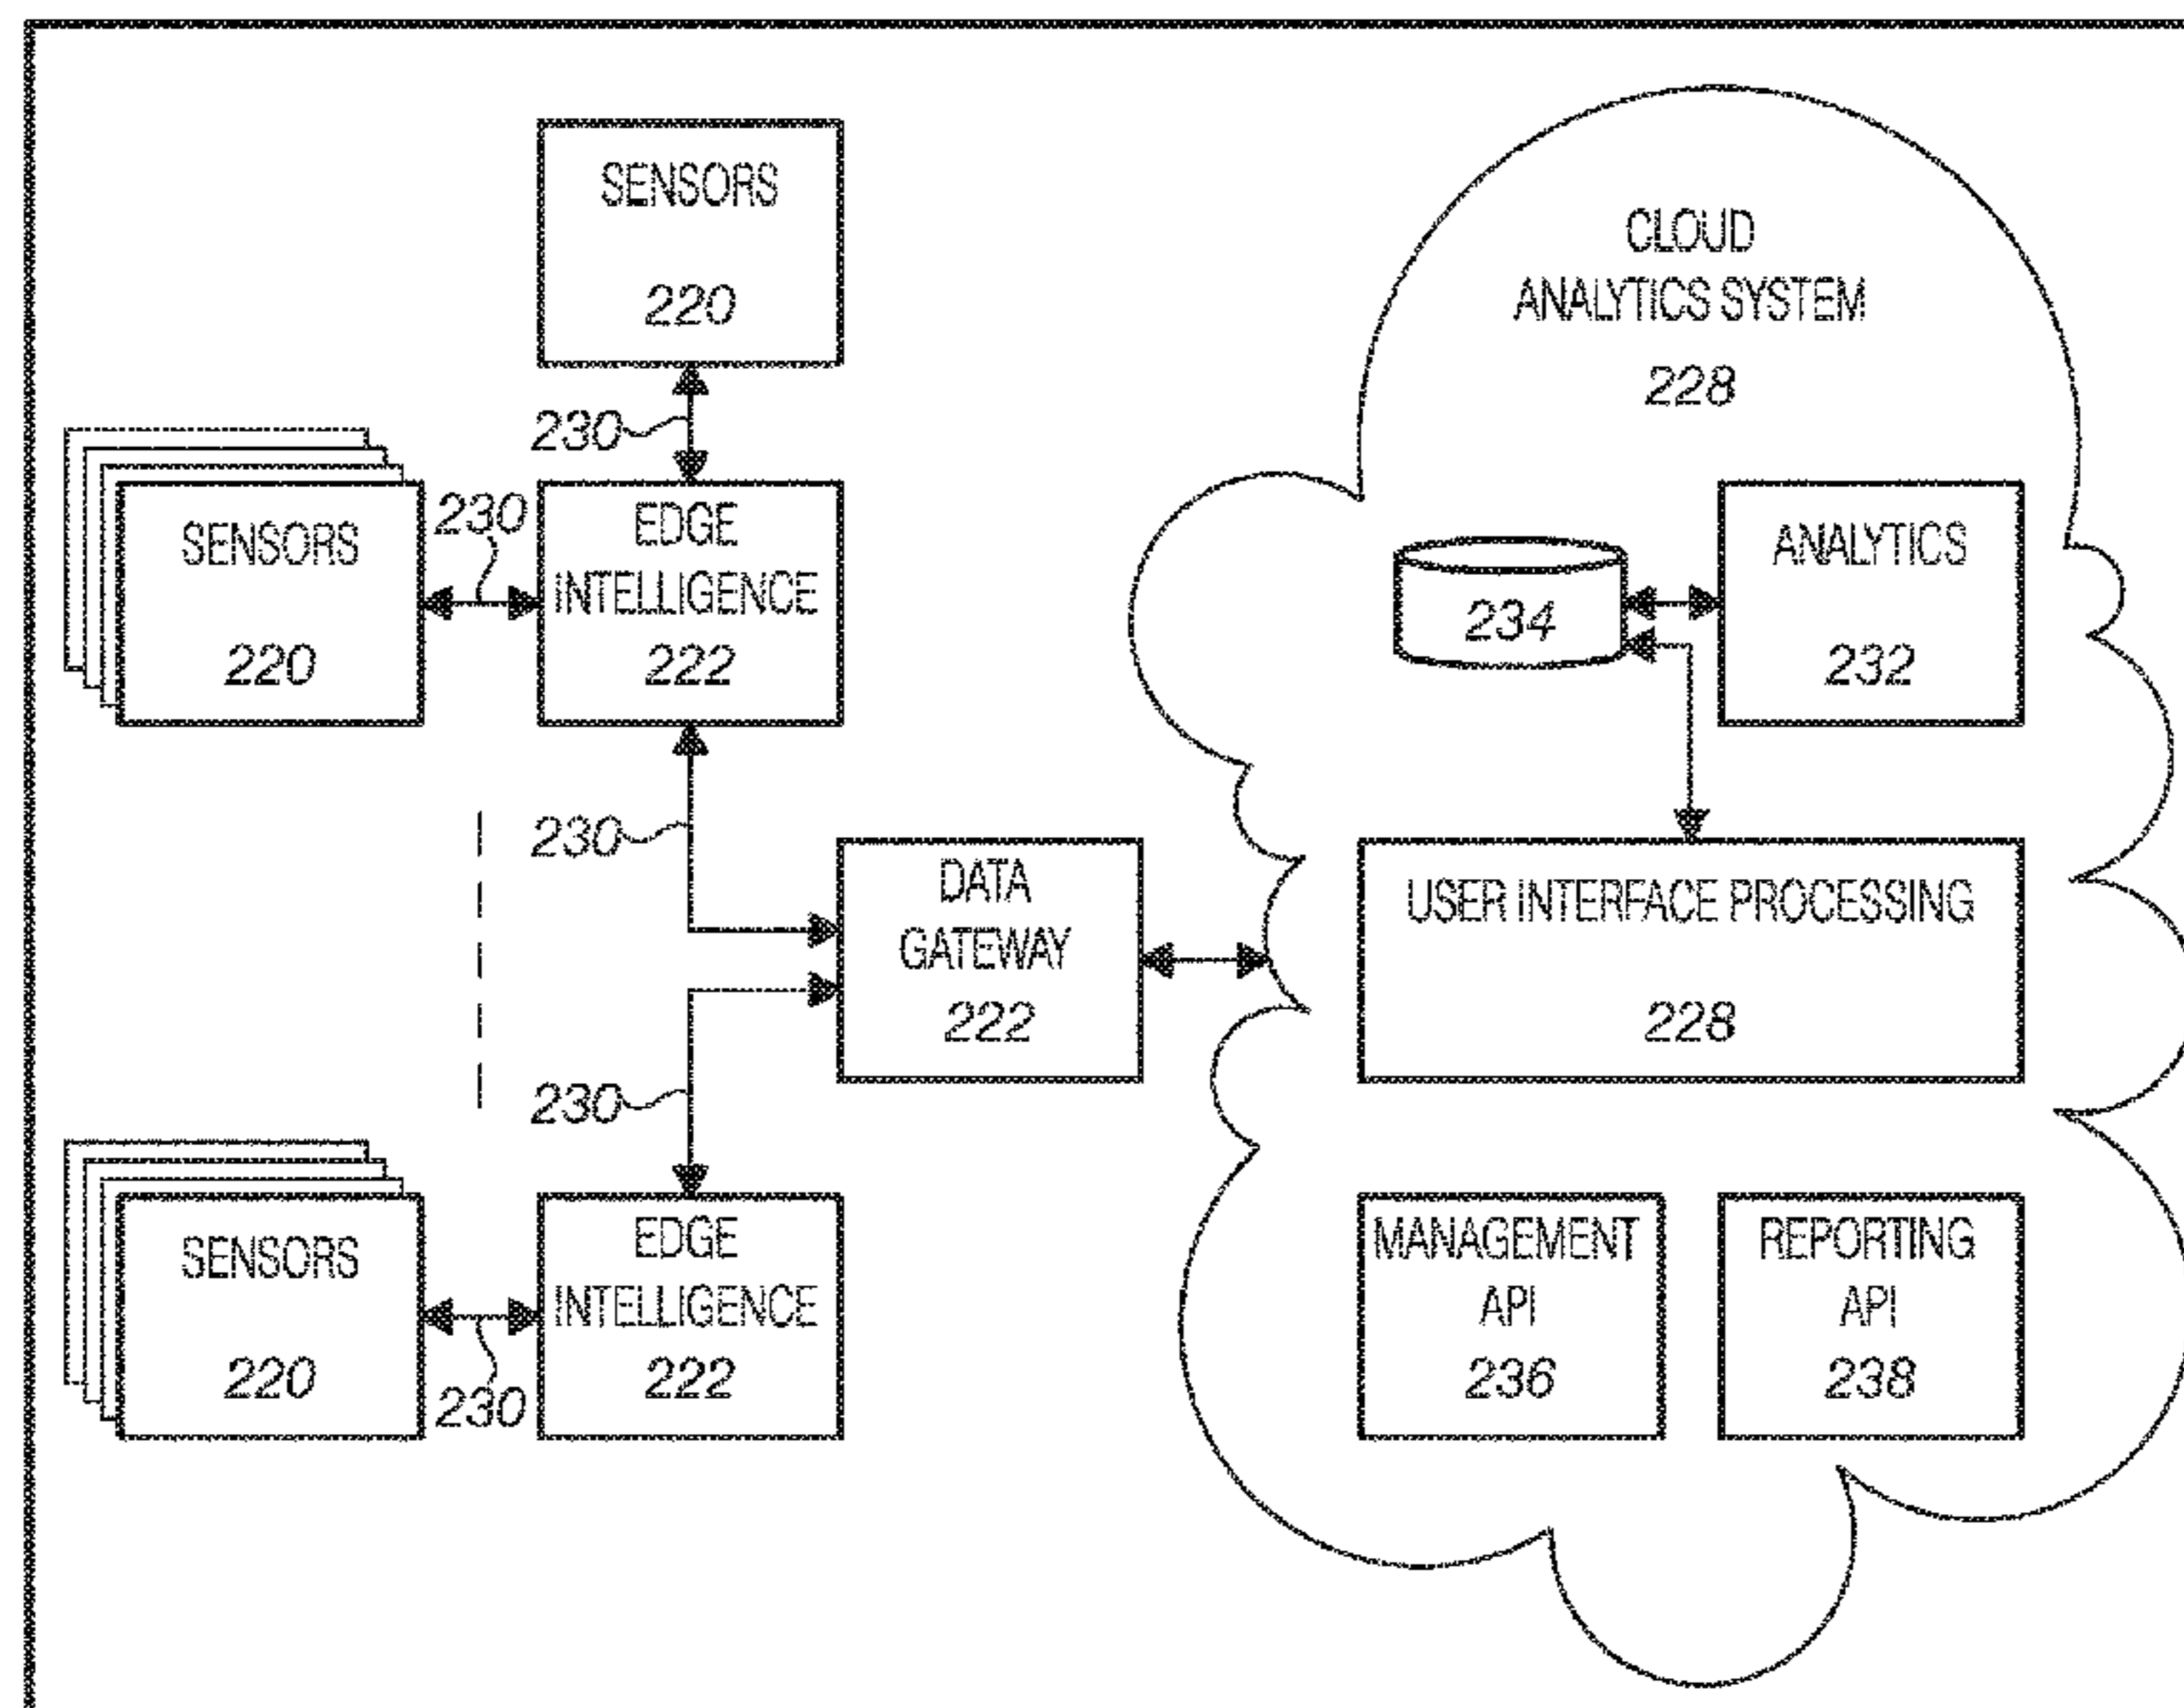 SENSORS
220
230
SENSORS
220
230
EDGE
INTELLIGENCE
222
230
DATA
GATEWAY
222
230
SENSORS
220
230
EDGE
INTELLIGENCE
222
CLOUD
ANALYTICS SYSTEM
228
234
ANALYTICS
232
USER INTERFACE PROCESSING
228
MANAGEMENT
API
236
REPORTING
API
238